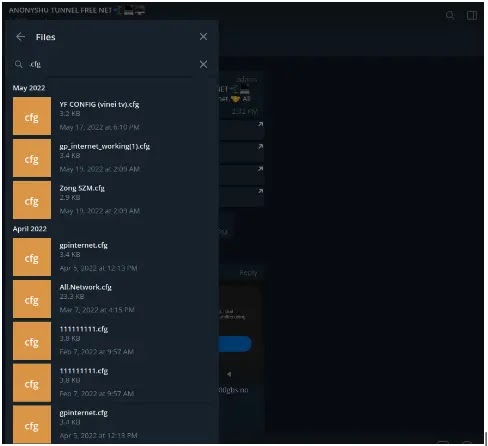 ANONYSHU TUNNEL FREE NET
Files
.cfg
May 2022
cfg
YF CONFIG (vinei tv).cfg
3.2 KB
May 17, 2022 at 6:10 PM
cfg
gp_internet_working(1).cfg
3.4 KB
May 19, 2022 at 2:09 AM
cfg
Zong SZM.cfg
2.9 KB
May 19, 2022 at 2:09 AM
April 2022
cfg
gpinternet.cfg
3.4 KB
Apr 5, 2022 at 12:13 PM
cfg
All.Network.cfg
23.3 KB
Mar 7, 2022 at 4:15 PM
cfg
111111111.cfg
3.8 KB
Feb 7, 2022 at 9:57 AM
cfg
111111111.cfg
3.8 KB
Feb 7, 2022 at 9:57 AM
cfg
gpinternet.cfg
3.4 KB
Apr 5, 2022 at 12:13 PM
admin
NET
net
All
2:32 PM
Reply